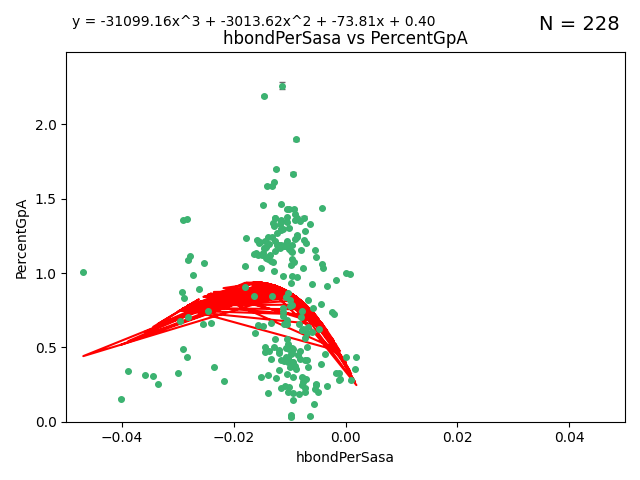 y = -31099.16x^3 + -3013.62x^2 + -73.81x + 0.40
N = 228
hbondPerSasa vs PercentGpA
PercentGpA
2.0
1.5
1.0
0.5
0.0
−0.04 −0.02 0.00 0.02 0.04
hbondPerSasa